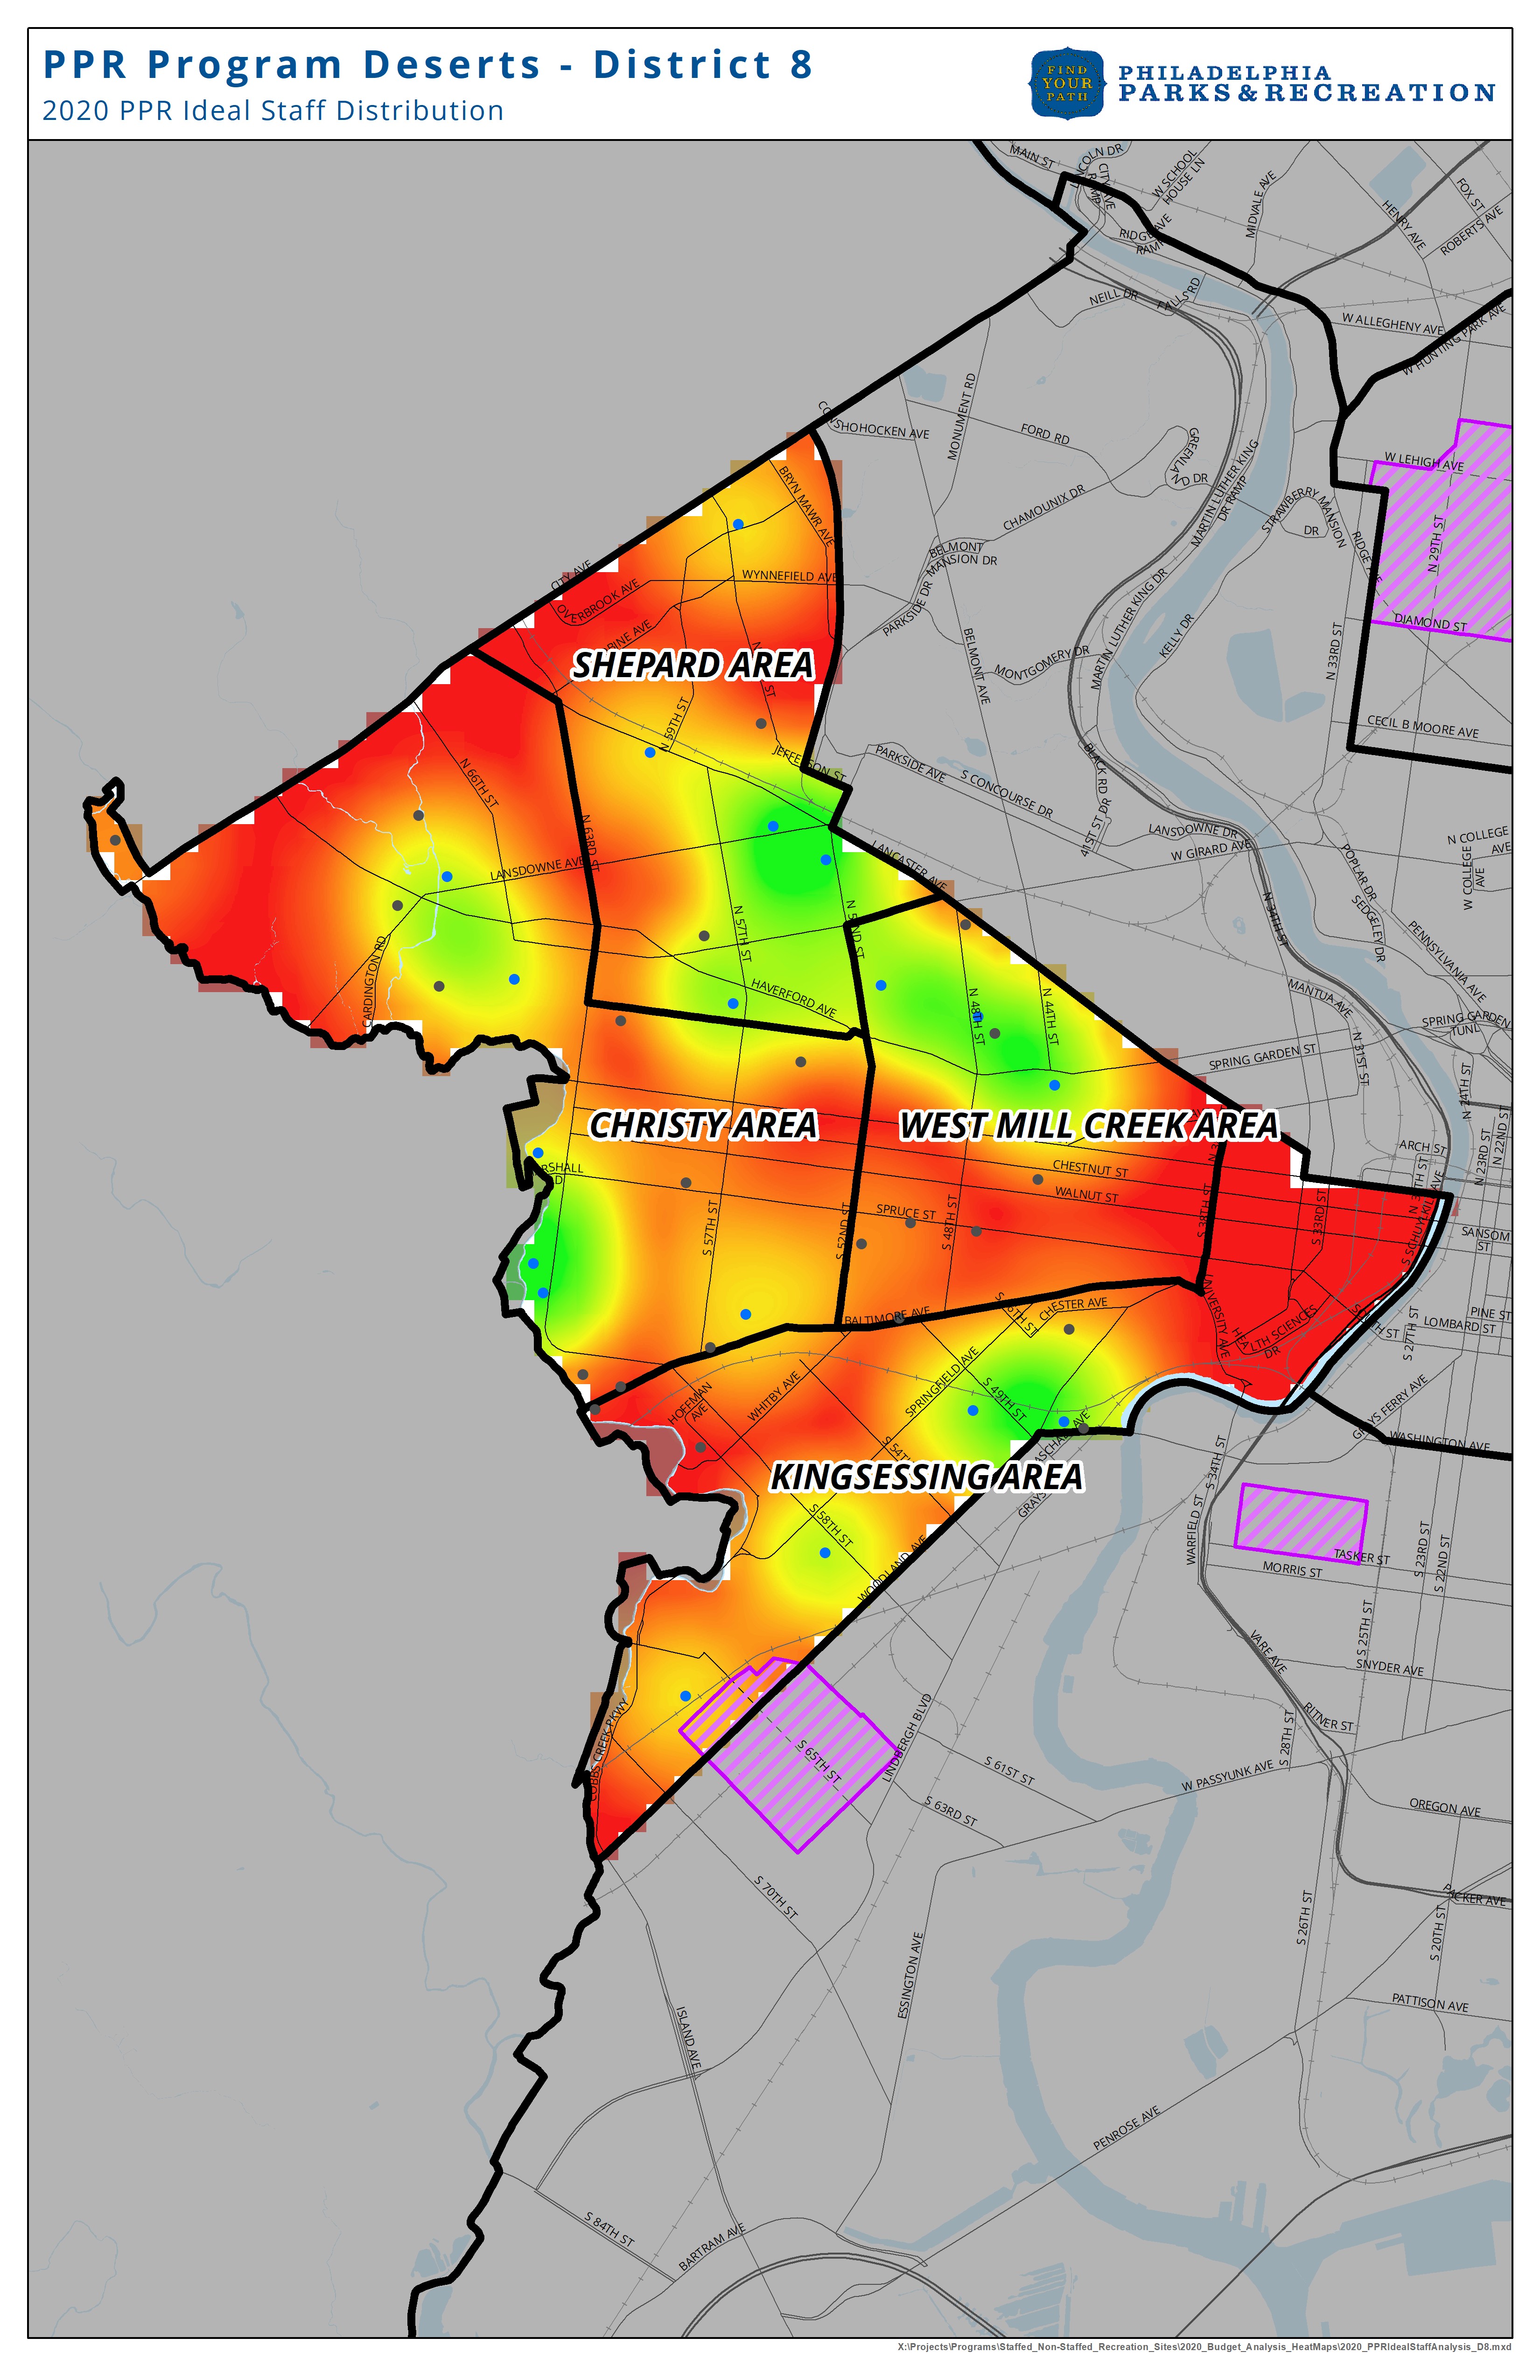 PPR Program Deserts - District 8
2020 PPR Ideal Staff Distribution
FIND
YOUR
PATH
PHILADELPHIA
PARKS & RECREATION
MAIN ST
W SCHOOL
HOUSE LN
MIDVALE AVE
HENRY AVE
FOX ST
ROBERTS AVE
NEILL DR
W ALLEGHENY AVE
W HUNTING PARK AVE
MONUMENT RD
FORD RD
W LEHIGH AVE
N 29TH ST
DIAMOND ST
CHAMOUNIX DR
MARTIN LUTHER KING
DR RAMP
STRAWBERRY MANSION
DR
BRYN MAWR AVE
WYNNEFIELD AVE
BELMONT
MANSION DR
CITY AVE
OVERBROOK AVE
PARKSIDE DR
MARTIN LUTHER KING DR
KELLY DR
N 33RD ST
BELMONT AVE
MONTGOMERY DR
SHEPARD AREA
N 59TH ST
CECIL B MOORE AVE
JEFFERSON ST
PARKSIDE AVE
S CONCOURSE DR
BLACK RD
41ST ST DR
N 66TH ST
N 63RD ST
LANSDOWNE DR
W GIRARD AVE
N COLLEGE
AVE
W COLLEGE
AVE
POPLAR DR
SEDGELEY DR
LANSDOWNE AVE
LANCASTER AVE
N 34TH ST
PENNSYLVANIA AVE
N 57TH ST
N 52ND ST
CARDINGTON RD
HAVERFORD AVE
N 48TH ST
N 44TH ST
MANTUA AVE
SPRING GARDEN
TUNL
SPRING GARDEN ST
N 31ST ST
N 24TH ST
CHRISTY AREA
WEST MILL CREEK AREA
N 22ND ST
N 23RD ST
ARCH ST
CHESTNUT ST
WALNUT ST
SPRUCE ST
S 57TH ST
S 52ND ST
S 48TH ST
S 38TH ST
S 33RD ST
SANSOM
ST
PINE ST
LOMBARD ST
SOUTH ST
S 27TH ST
UNIVERSITY AVE
HEALTH SCIENCES
DR
BALTIMORE AVE
CHESTER AVE
SPRINGFIELD AVE
S 49TH ST
HOFFMAN
AVE
WHITBY AVE
GRAYS FERRY AVE
WASHINGTON AVE
KINGSESSING AREA
S 34TH ST
S 58TH ST
WOODLAND AVE
WARFIELD ST
TASKER ST
MORRIS ST
S 23RD ST
S 22ND ST
S 25TH ST
VARE AVE
SNYDER AVE
COBBS CREEK PKWY
S 65TH ST
LINDBERGH BLVD
RITNER ST
S 28TH ST
S 61ST ST
W PASSYUNK AVE
S 63RD ST
OREGON AVE
S 70TH ST
PACKER AVE
S 26TH ST
S 20TH ST
ESSINGTON AVE
PATTISON AVE
ISLAND AVE
PENROSE AVE
S 84TH ST
BARTRAM AVE
X:\Projects\Programs\Staffed_Non-Staffed_Recreation_Sites\2020_Budget_Analysis_HeatMaps\2020_PPRIdealStaffAnalysis_D8.mxd